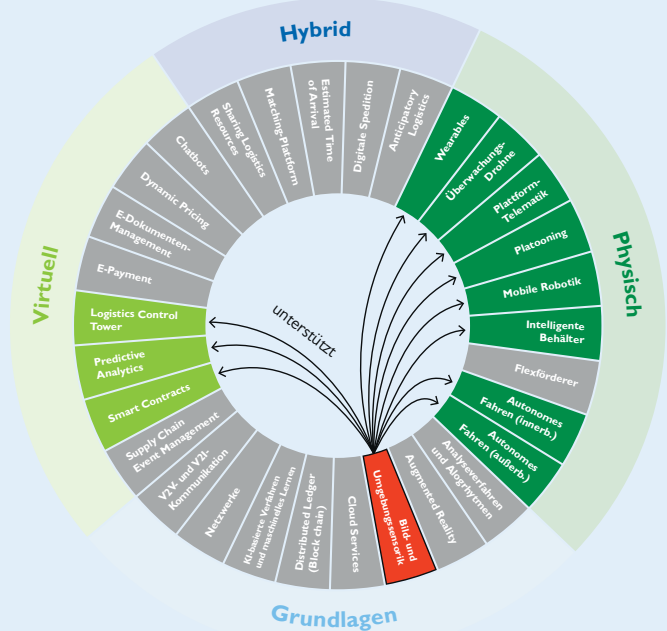 Hybrid
Physisch
Virtuell
Grundlagen
unterstützt
Sharing Logistics
Resources
Matching-Platform
Estimated Time
of Arrival
Digitale Spedition
Anticipatory
Logistics
Wearables
Überwachungs-
Drohne
Plattform-
Telematik
Platooning
Mobile Robotik
Intelligente
Behälter
Flexförderer
Autonomes
Fahren (innerb.)
Autonomes
Fahren (außerb.)
Analyseverfahren
und Alogrhytmen
Augmented Reality
Bild- und
Umgebungssensorik
Cloud Services
Distributed Ledger
(Block chain)
KI-basierte Verfahren
und maschinelles Lernen
Netzwerke
V2V- und V2I-
Kommunikation
Supply Chain
Event Management
Smart Contracts
Predictive
Analytics
Logistics Control
Tower
E-Payment
E-Dokumenten-
Management
Dynamic Pricing
Chatbots